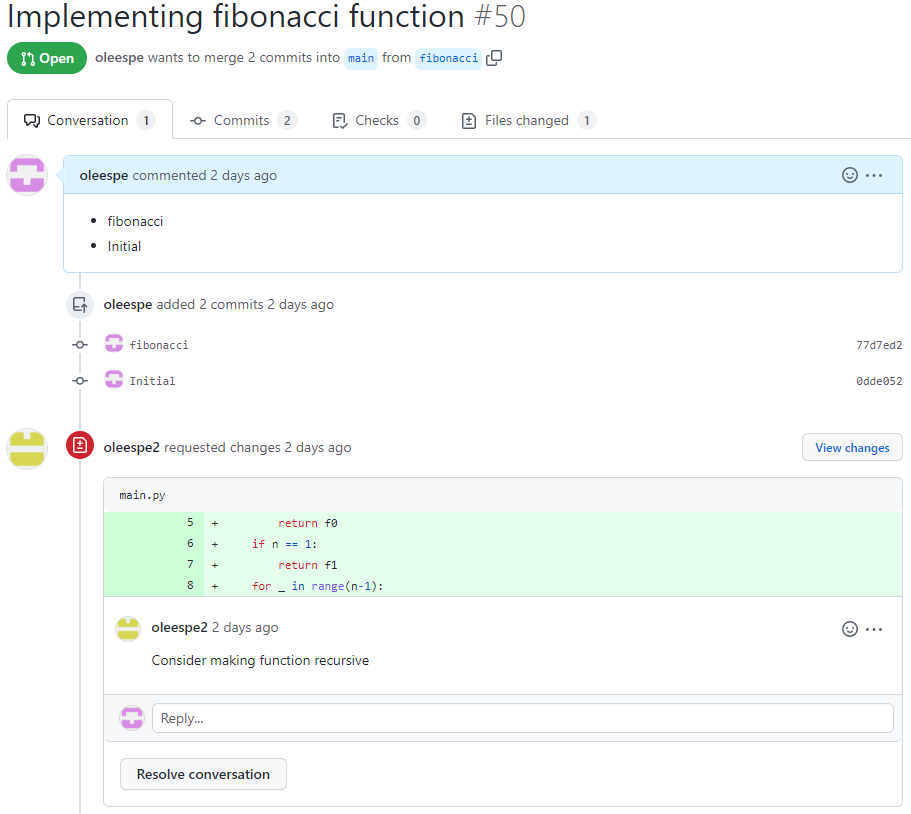 Implementing fibonacci function #50
Open oleespe wants to merge 2 commits into main from fibonacci
Conversation 1 Commits 2 Checks 0 Files changed 1
oleespe commented 2 days ago
• fibonacci
• Initial
oleespe added 2 commits 2 days ago
fibonacci 77d7ed2
Initial 0dde052
oleespe2 requested changes 2 days ago View changes
main.py
5 + return f0
6 + if n == 1:
7 + return f1
8 + for _ in range(n-1):
oleespe2 2 days ago
Consider making function recursive
Reply...
Resolve conversation